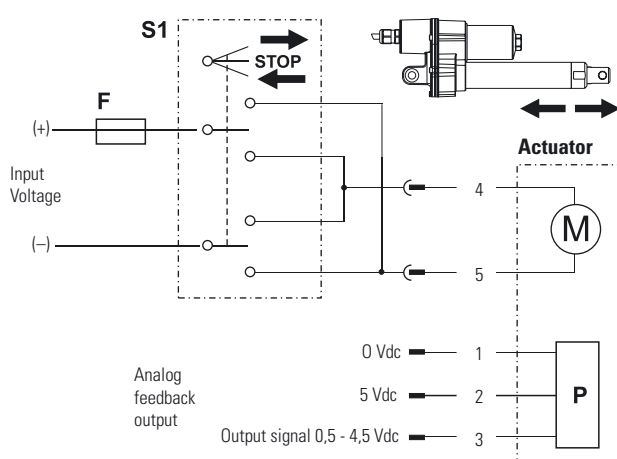 S1
STOP
F
(+)
Input
Voltage
(–)
Actuator
4
M
5
0 Vdc
1
Analog
feedback
output
5 Vdc
2
P
Output signal 0,5 - 4,5 Vdc
3